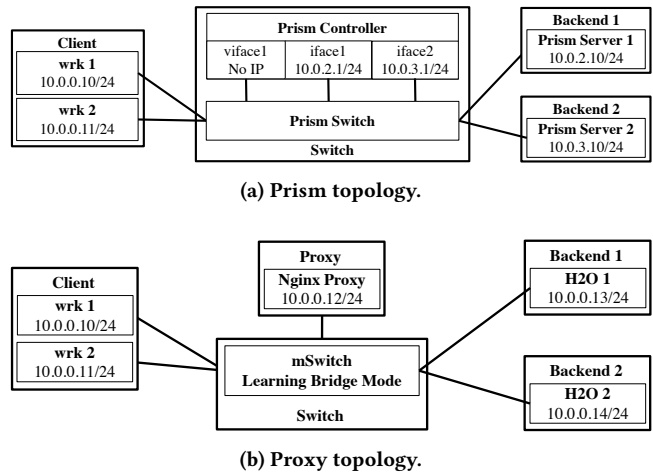 Client
wrk 1
10.0.0.10/24
wrk 2
10.0.0.11/24
Prism Controller
viface1
No IP
iface1
10.0.2.1/24
iface2
10.0.3.1/24
Prism Switch
Switch
Backend 1
Prism Server 1
10.0.2.10/24
Backend 2
Prism Server 2
10.0.3.10/24
(a) Prism topology.
Client
wrk 1
10.0.0.10/24
wrk 2
10.0.0.11/24
Proxy
Nginx Proxy
10.0.0.12/24
mSwitch
Learning Bridge Mode
Switch
Backend 1
H2O 1
10.0.0.13/24
Backend 2
H2O 2
10.0.0.14/24
(b) Proxy topology.